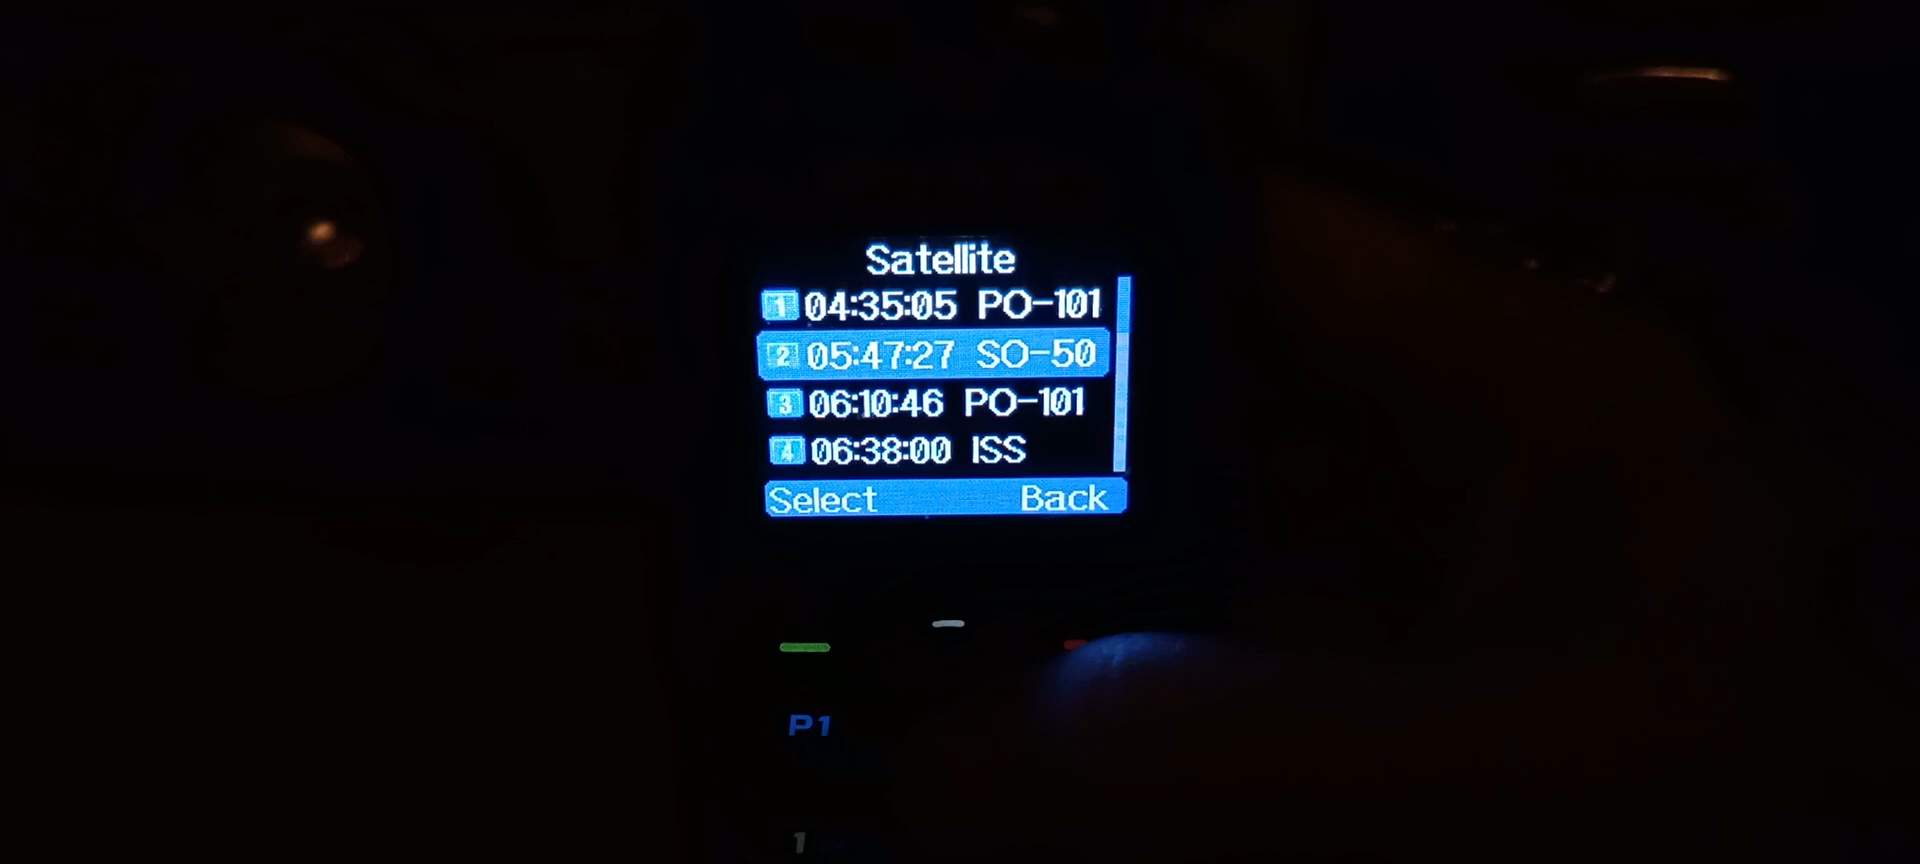 Satellite
1 04:35:05 PO-101
2 05:47:27 SO-50
3 06:10:46 PO-101
4 06:38:00 ISS
Select Back
P1
1